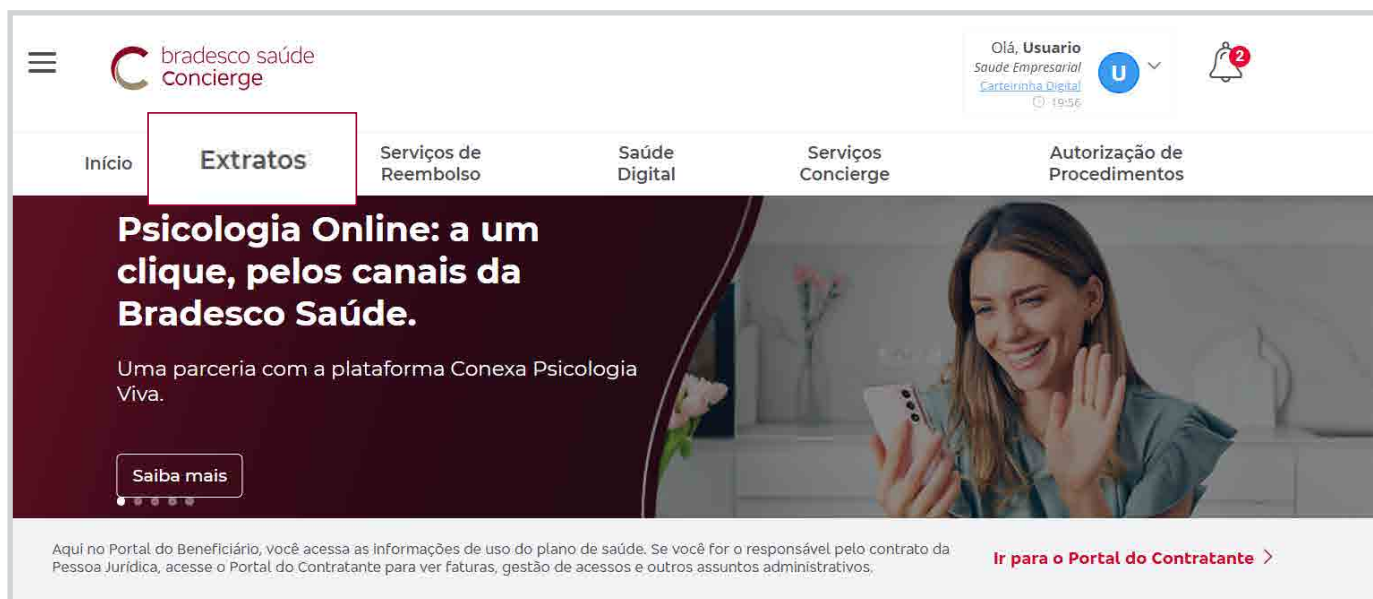 bradesco saúde
Concierge
Olá, Usuario
Saude Empresarial
Carteirinha Digital
19:56
U
2
Início
Extratos
Serviços de
Reembolso
Saúde
Digital
Serviços
Concierge
Autorização de
Procedimentos
Psicologia Online: a um
clique, pelos canais da
Bradesco Saúde.
Uma parceria com a plataforma Conexa Psicologia
Viva.
Saiba mais
Aqui no Portal do Beneficiário, você acessa as informações de uso do plano de saúde. Se você for o responsável pelo contrato da
Pessoa Jurídica, acesse o Portal do Contratante para ver faturas, gestão de acessos e outros assuntos administrativos.
Ir para o Portal do Contratante